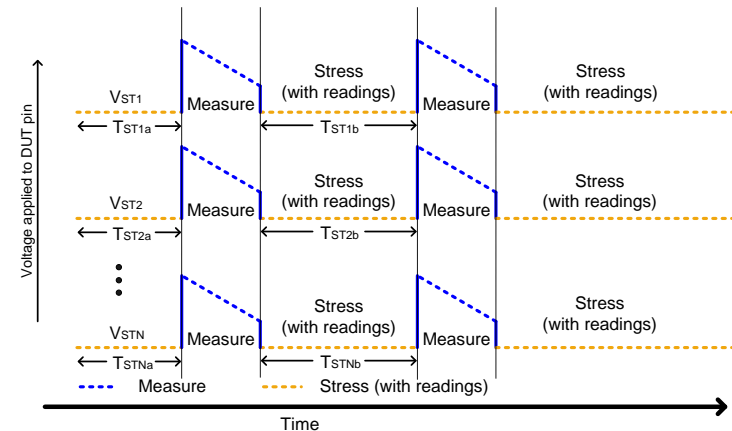 Voltage applied to DUT pin
VST1
Measure
Stress
(with readings)
Measure
Stress
(with readings)
TST1a
TST1b
VST2
Measure
Stress
(with readings)
Measure
Stress
(with readings)
TST2a
TST2b
VSTN
Measure
Stress
(with readings)
Measure
Stress
(with readings)
TSTNa
TSTNb
Measure
Stress (with readings)
Time